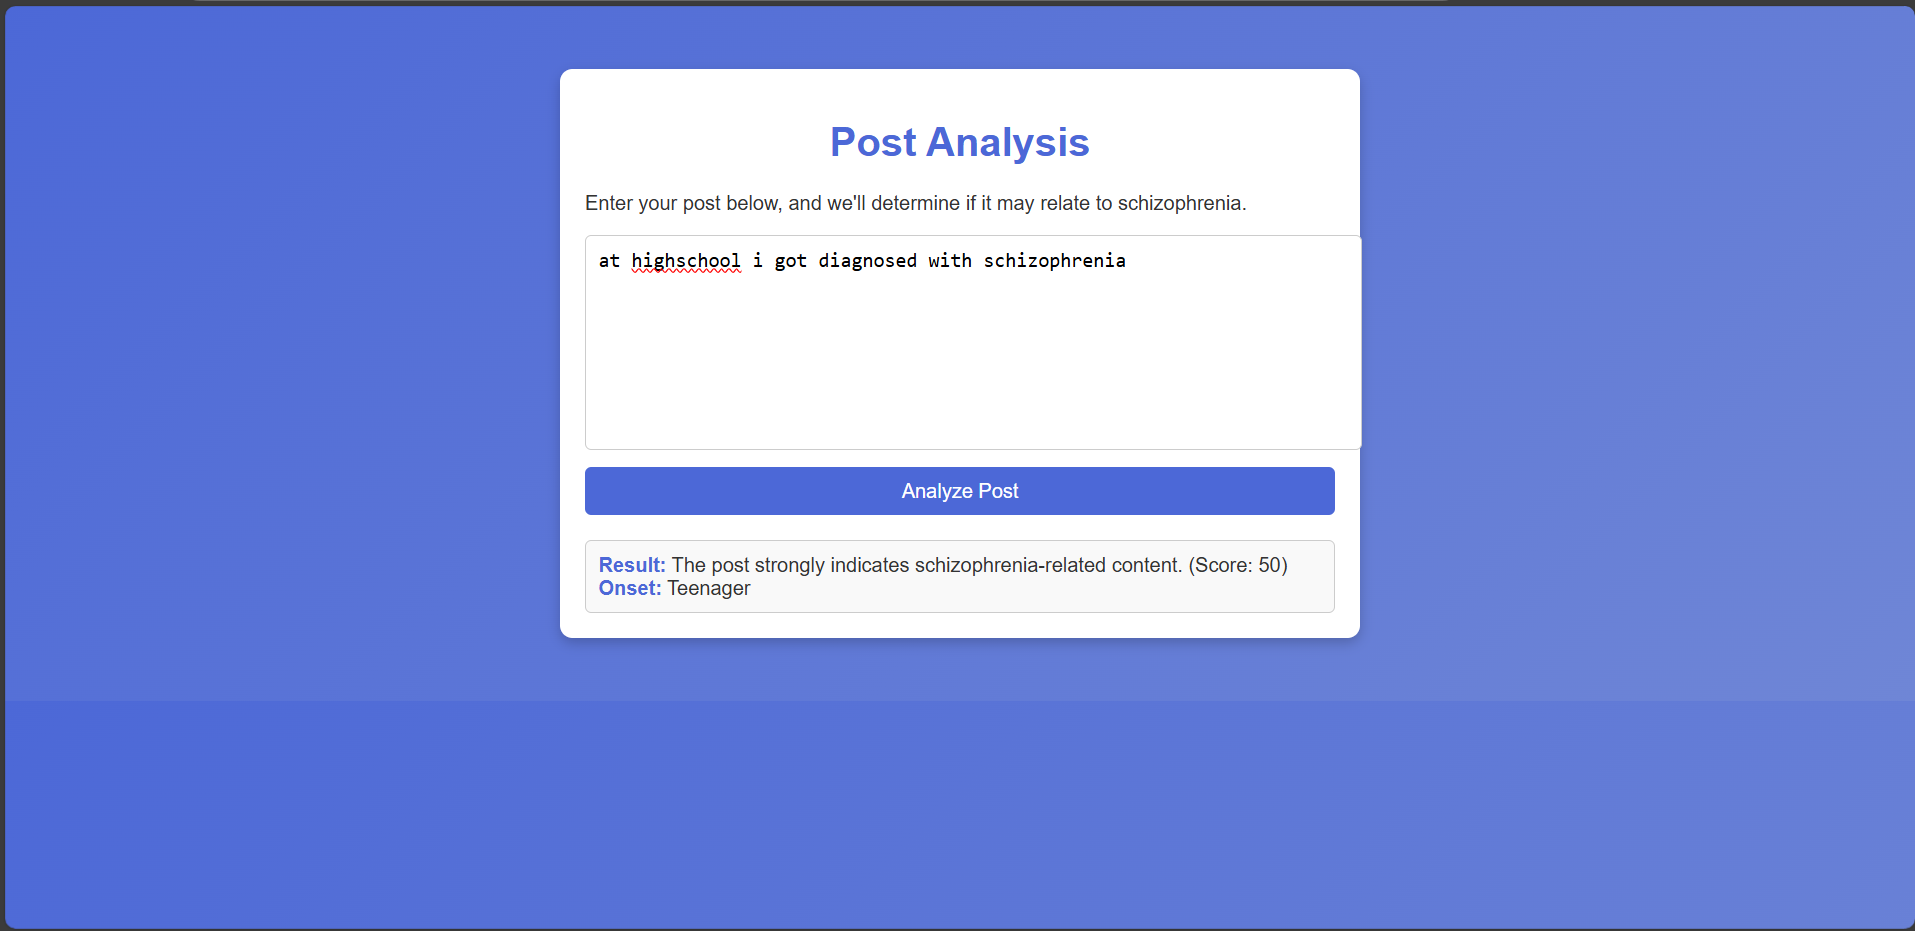 Post Analysis
Enter your post below, and we'll determine if it may relate to schizophrenia.
at highschool i got diagnosed with schizophrenia
Analyze Post
Result: The post strongly indicates schizophrenia-related content. (Score: 50)
Onset: Teenager